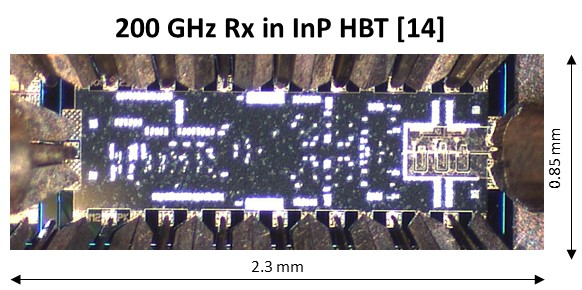 200 GHz Rx in InP HBT [14]
0.85 mm
2.3 mm